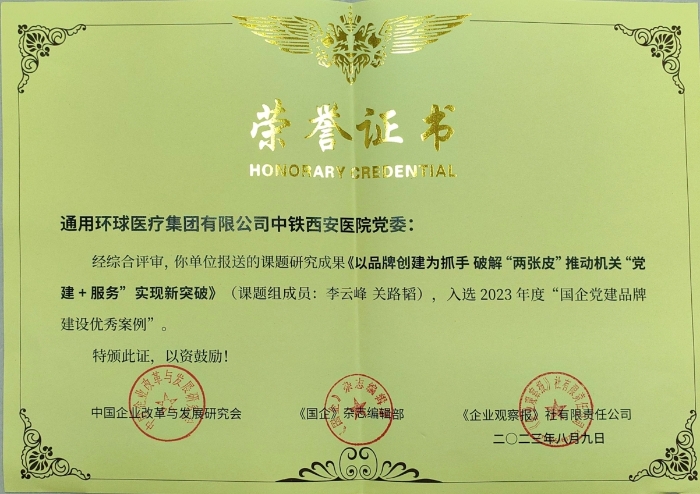 荣誉证书
HONORARY CREDENTIAL
通用环球医疗集团有限公司中铁西安医院党委：
经综合评审，你单位报送的课题研究成果《以品牌创建为抓手 破解“两张皮”推动机关“党
建+服务” 实现新突破》（课题组成员：李云峰 关路韬），入选 2023 年度“国企党建品牌
建设优秀案例”。
特颁此证，以资鼓励！
中国企业改革与发展研究会 《国企》杂志编辑部 《企业观察报》社有限责任公司
二〇二三年八月九日